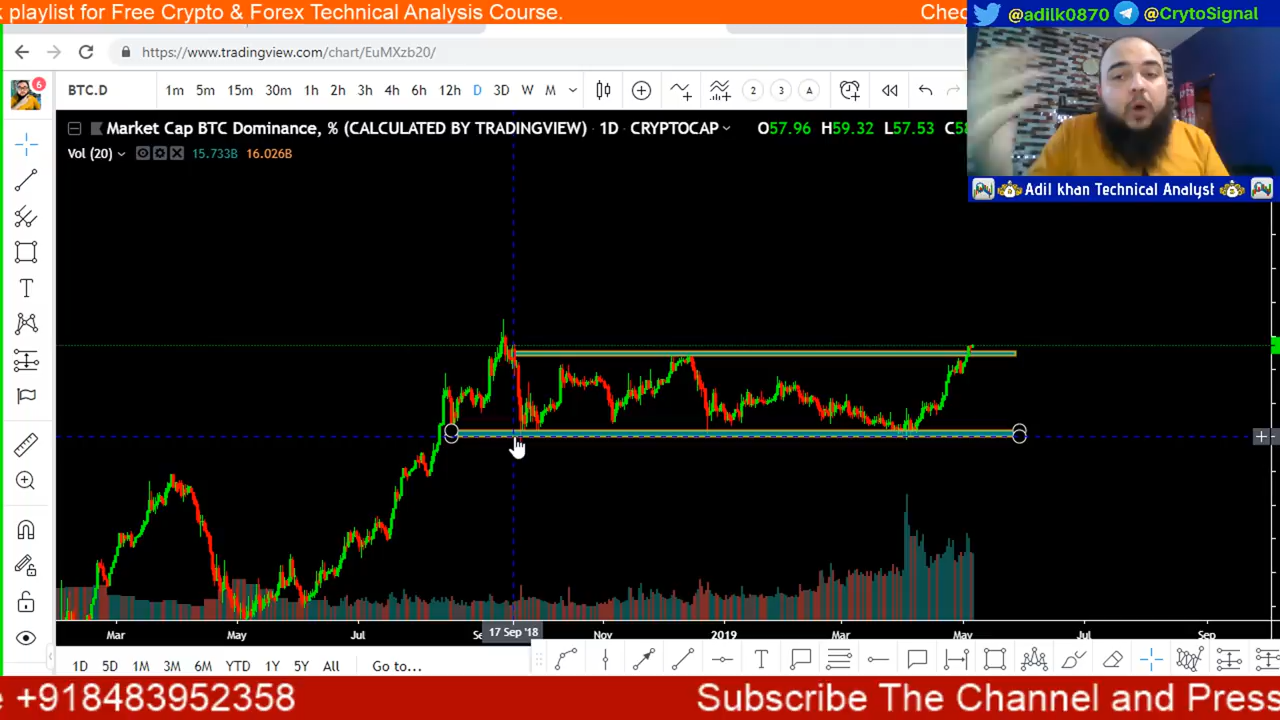 k playlist for Free Crypto & Forex Technical Analysis Course.
Chec
@adilk0870 @CrytoSignal
https://www.tradingview.com/chart/EuMXzb20/
6
BTC.D 1m 5m 15m 30m 1h 2h 3h 4h 6h 12h D 3D W M 2 3 A
Market Cap BTC Dominance, % (CALCULATED BY TRADINGVIEW) · 1D · CRYPTOCAP O57.96 H59.32 L57.53 C5
Vol (20) 15.733B 16.026B
Adil khan Technical Analyst
Mar May Jul Se 17 Sep '18 Nov 2019 Mar May Jul Sep
1D 5D 1M 3M 6M YTD 1Y 5Y All Go to...
e +918483952358
Subscribe The Channel and Press